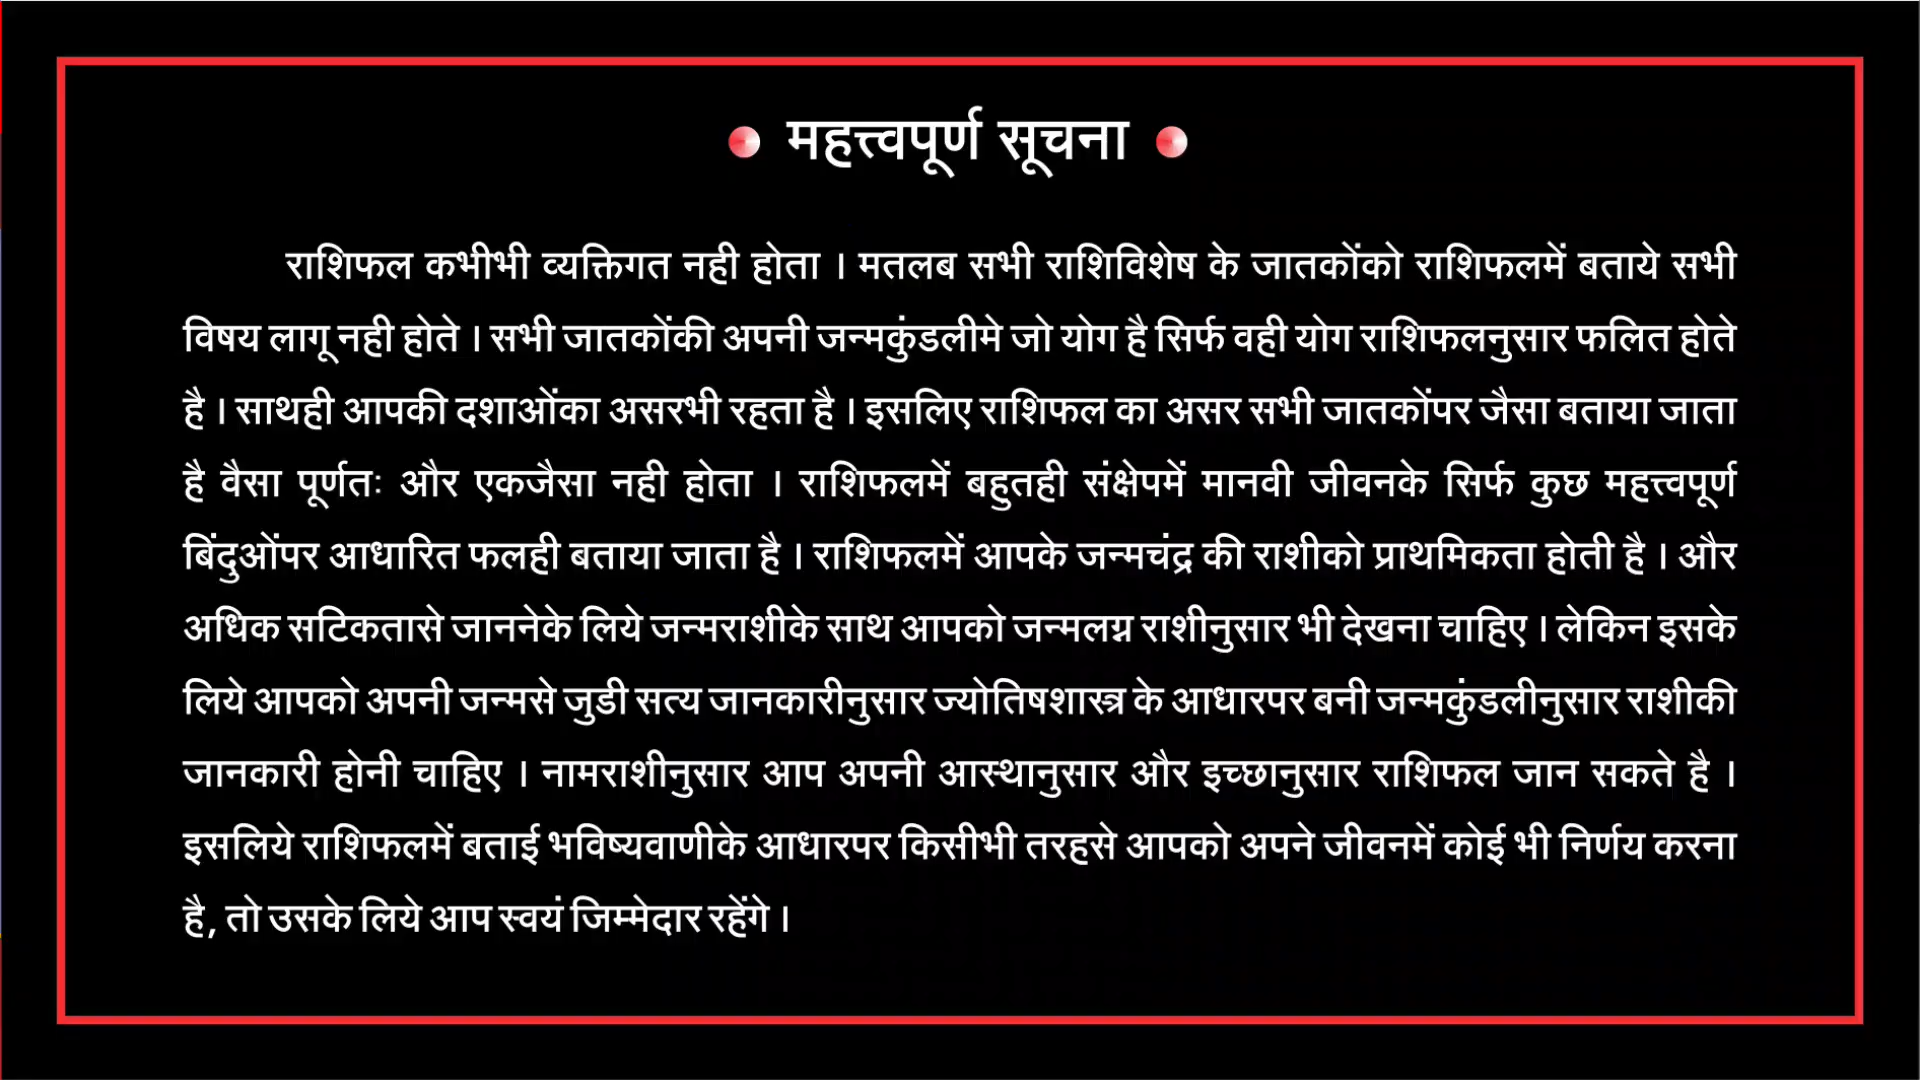 महत्त्वपूर्ण सूचना
राशिफल कभीभी व्यक्तिगत नही होता । मतलब सभी राशिविशेष के जातकोंको राशिफलमें बताये सभी
विषय लागू नही होते । सभी जातकोंकी अपनी जन्मकुंडलीमे जो योग है सिर्फ वही योग राशिफलनुसार फलित होते
है । साथही आपकी दशाओंका असरभी रहता है । इसलिए राशिफल का असर सभी जातकोंपर जैसा बताया जाता
है वैसा पूर्णतः और एकजैसा नही होता । राशिफलमें बहुतही संक्षेपमें मानवी जीवनके सिर्फ कुछ महत्त्वपूर्ण
बिंदुओंपर आधारित फलही बताया जाता है । राशिफलमें आपके जन्मचंद्र की राशीको प्राथमिकता होती है । और
अधिक सटिकतासे जाननेके लिये जन्मराशीके साथ आपको जन्मलग्न राशीनुसार भी देखना चाहिए । लेकिन इसके
लिये आपको अपनी जन्मसे जुडी सत्य जानकारीनुसार ज्योतिषशास्त्र के आधारपर बनी जन्मकुंडलीनुसार राशीकी
जानकारी होनी चाहिए । नामराशीनुसार आप अपनी आस्थानुसार और इच्छानुसार राशिफल जान सकते है ।
इसलिये राशिफलमें बताई भविष्यवाणीके आधारपर किसीभी तरहसे आपको अपने जीवनमें कोई भी निर्णय करना
है, तो उसके लिये आप स्वयं जिम्मेदार रहेंगे ।